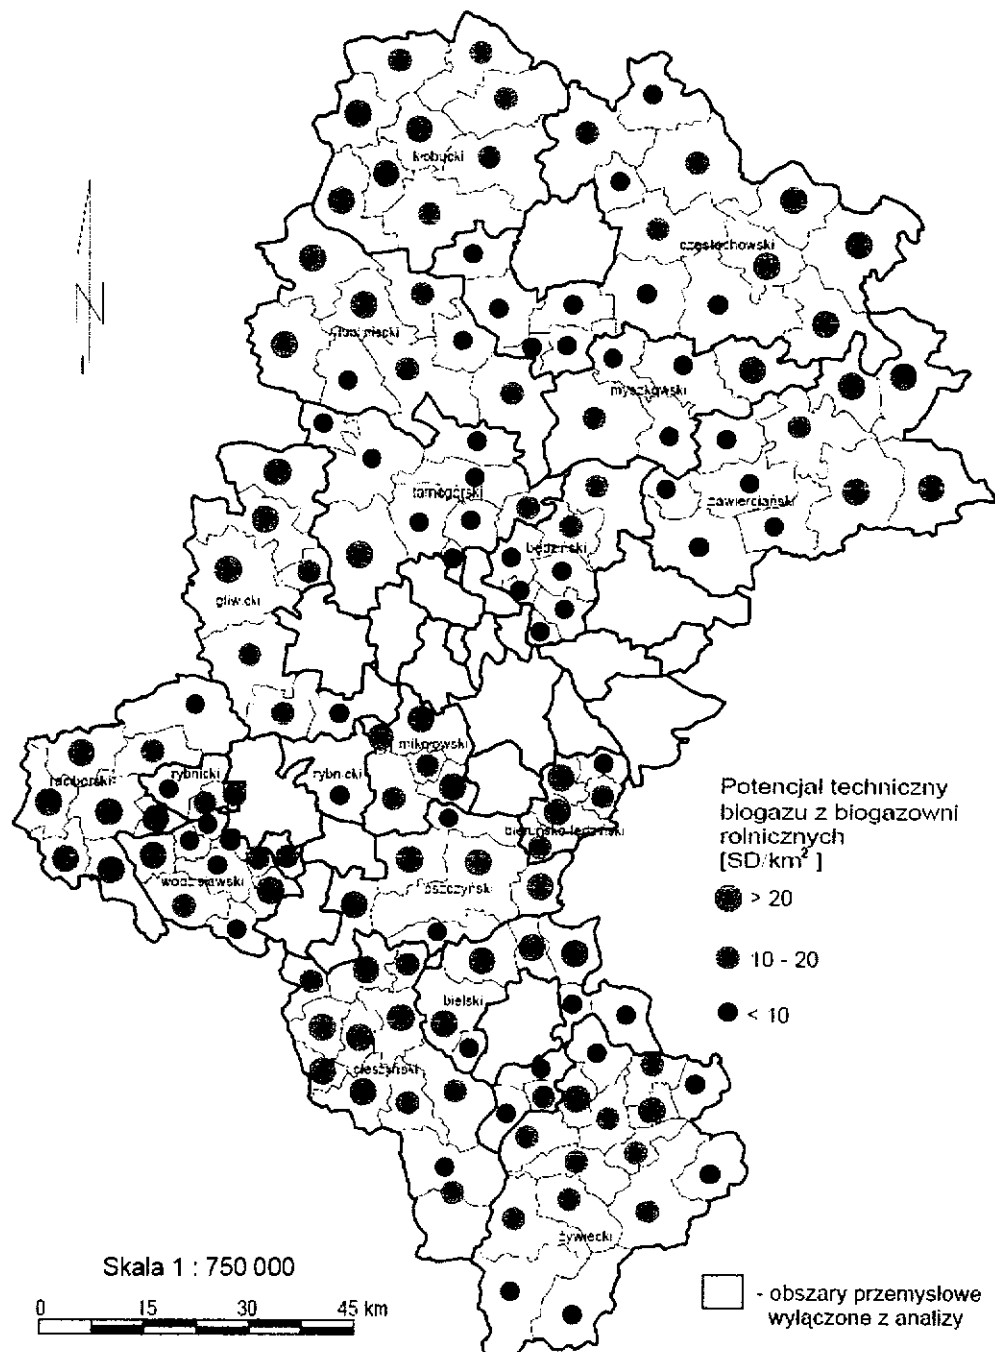 kłobucki
częstochowski
lubliniecki
myszkowski
tarnogórski
zawierciański
będziński
gliwicki
mikołowski
raciborski
rybnicki
rybnicki
bieruńsko-lędziński
wodzisławski
pszczyński
bielski
cieszyński
żywiecki
N
Potencjał techniczny
biogazu z biogazowni
rolnicznych
[SD/km² ]
> 20
10 - 20
< 10
Skala 1 : 750 000
0 15 30 45 km
- obszary przemysłowe
wyłączone z analizy